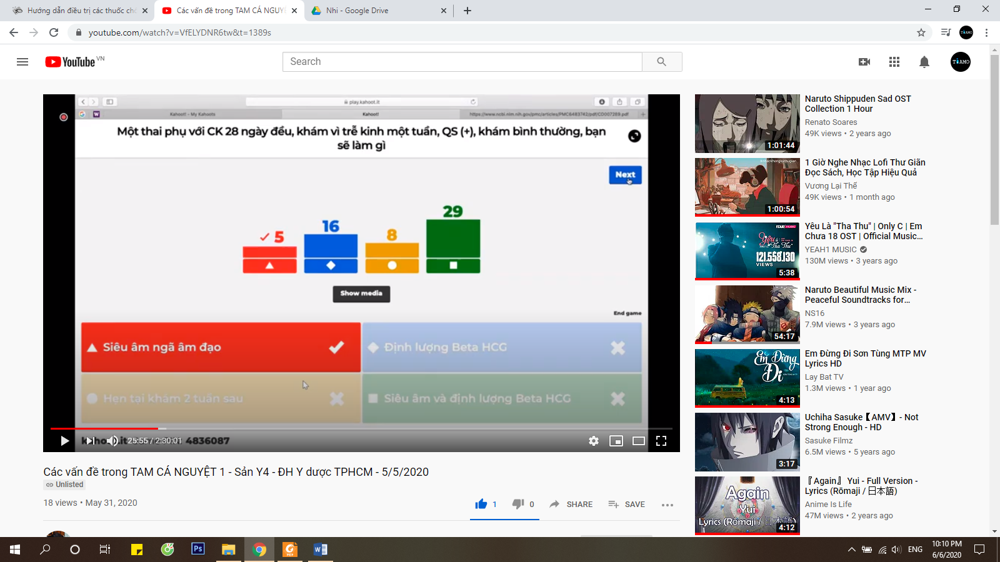 Hướng dẫn điều trị các thuốc chố
Các vấn đề trong TAM CÁ NGUYỆ
Nhi - Google Drive
youtube.com/watch?v=VfELYDNR6tw&t=1389s
YouTube VN
Search
TIAMO
play.kahoot.it
Kahoot! - My Kahoots
Kahoot!
https://www.ncbi.nlm.nih.gov/pmc/articles/PMC6483742/pdf/CD007289.pdf
Một thai phụ với CK 28 ngày đều, khám vì trễ kinh một tuần, QS (+), khám bình thường, bạn
sẽ làm gì
Next
5
16
8
29
Show media
End game
Siêu âm ngã âm đạo
Định lượng Beta HCG
Hẹn tại khám 2 tuần sau
Siêu âm và định lượng Beta HCG
25:55 / 2:30:01
4836087
Các vấn đề trong TAM CÁ NGUYỆT 1 - Sản Y4 - ĐH Y dược TPHCM - 5/5/2020
Unlisted
18 views • May 31, 2020
1
0
SHARE
SAVE
Naruto Shippuden Sad OST
Collection 1 Hour
Renato Soares
49K views • 2 years ago
1:01:44
1 Giờ Nghe Nhạc Lofi Thư Giãn
Đọc Sách, Học Tập Hiệu Quả
Vương Lại Thế
49K views • 1 month ago
1:00:54
Yêu Là "Tha Thu" | Only C | Em
Chưa 18 OST | Official Music...
YEAH1 MUSIC
130M views • 3 years ago
YEAH1 MUSIC
Yêu Là
Tha Thu
121.558.130
VIEWS
5:38
Naruto Beautiful Music Mix -
Peaceful Soundtracks for...
NS16
7.9M views • 3 years ago
54:17
Em Đừng Đi Sơn Tùng MTP MV
Lyrics HD
Lay Bat TV
1.3M views • 1 year ago
Em Đừng
Đi
4:13
Uchiha Sasuke【AMV】- Not
Strong Enough - HD
Sasuke Filmz
6.5M views • 5 years ago
3:17
『Again』 Yui - Full Version -
Lyrics (Rōmaji / 日本語)
Anime Is Life
47M views • 2 years ago
Again
Yui
Lyrics (Rōmaji / 日本語)
4:12
Ps
PDF
ENG
10:10 PM
6/6/2020